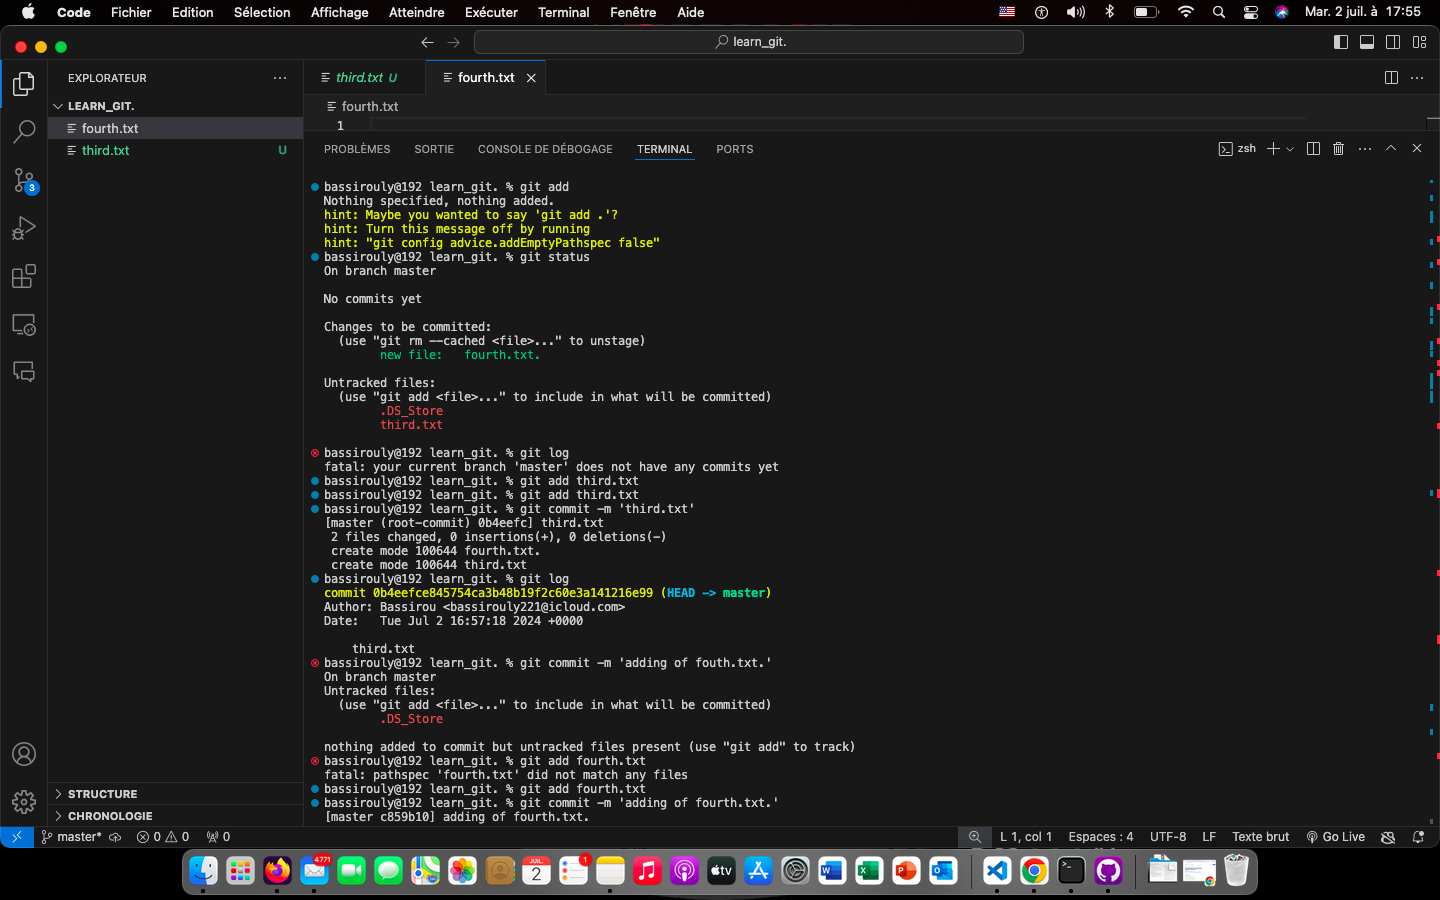 Code Fichier Edition Sélection Affichage Atteindre Exécuter Terminal Fenêtre Aide Mar. 2 juil. à 17:55
learn_git.
EXPLORATEUR
LEARN_GIT.
fourth.txt
third.txt U
3
STRUCTURE
CHRONOLOGIE
third.txt U fourth.txt
fourth.txt
1
PROBLÈMES SORTIE CONSOLE DE DÉBOGAGE TERMINAL PORTS zsh
bassirouly@192 learn_git. % git add
Nothing specified, nothing added.
hint: Maybe you wanted to say 'git add .'?
hint: Turn this message off by running
hint: "git config advice.addEmptyPathspec false"
bassirouly@192 learn_git. % git status
On branch master
No commits yet
Changes to be committed:
(use "git rm --cached <file>..." to unstage)
new file: fourth.txt.
Untracked files:
(use "git add <file>..." to include in what will be committed)
.DS_Store
third.txt
bassirouly@192 learn_git. % git log
fatal: your current branch 'master' does not have any commits yet
bassirouly@192 learn_git. % git add third.txt
bassirouly@192 learn_git. % git add third.txt
bassirouly@192 learn_git. % git commit -m 'third.txt'
[master (root-commit) 0b4eefc] third.txt
2 files changed, 0 insertions(+), 0 deletions(-)
create mode 100644 fourth.txt.
create mode 100644 third.txt
bassirouly@192 learn_git. % git log
commit 0b4eefce845754ca3b48b19f2c60e3a141216e99 (HEAD -> master)
Author: Bassirou <bassirouly221@icloud.com>
Date: Tue Jul 2 16:57:18 2024 +0000
third.txt
bassirouly@192 learn_git. % git commit -m 'adding of fouth.txt.'
On branch master
Untracked files:
(use "git add <file>..." to include in what will be committed)
.DS_Store
nothing added to commit but untracked files present (use "git add" to track)
bassirouly@192 learn_git. % git add fourth.txt
fatal: pathspec 'fourth.txt' did not match any files
bassirouly@192 learn_git. % git add fourth.txt
bassirouly@192 learn_git. % git commit -m 'adding of fourth.txt.'
[master c859b10] adding of fourth.txt.
master* 0 0 0 L 1, col 1 Espaces : 4 UTF-8 LF Texte brut Go Live
4771 JUIL. 2 1 tv W X P O